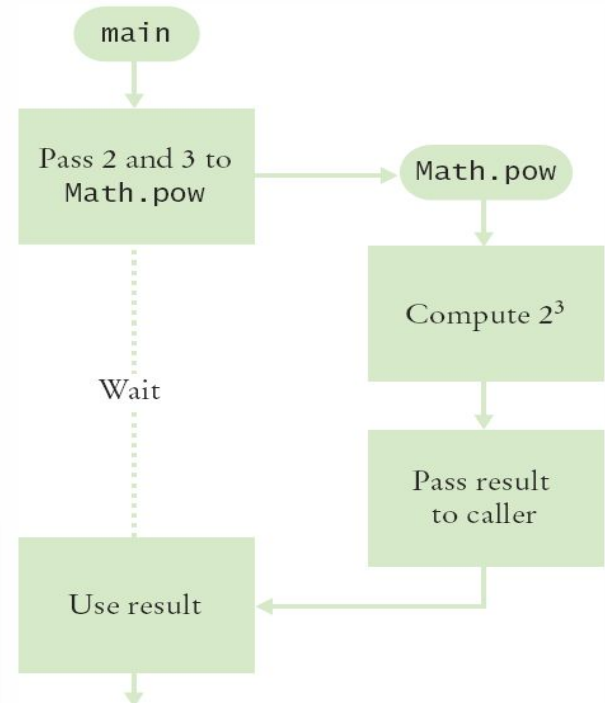 main
Pass 2 and 3 to
Math.pow
Math.pow
Compute 2³
Wait
Pass result
to caller
Use result